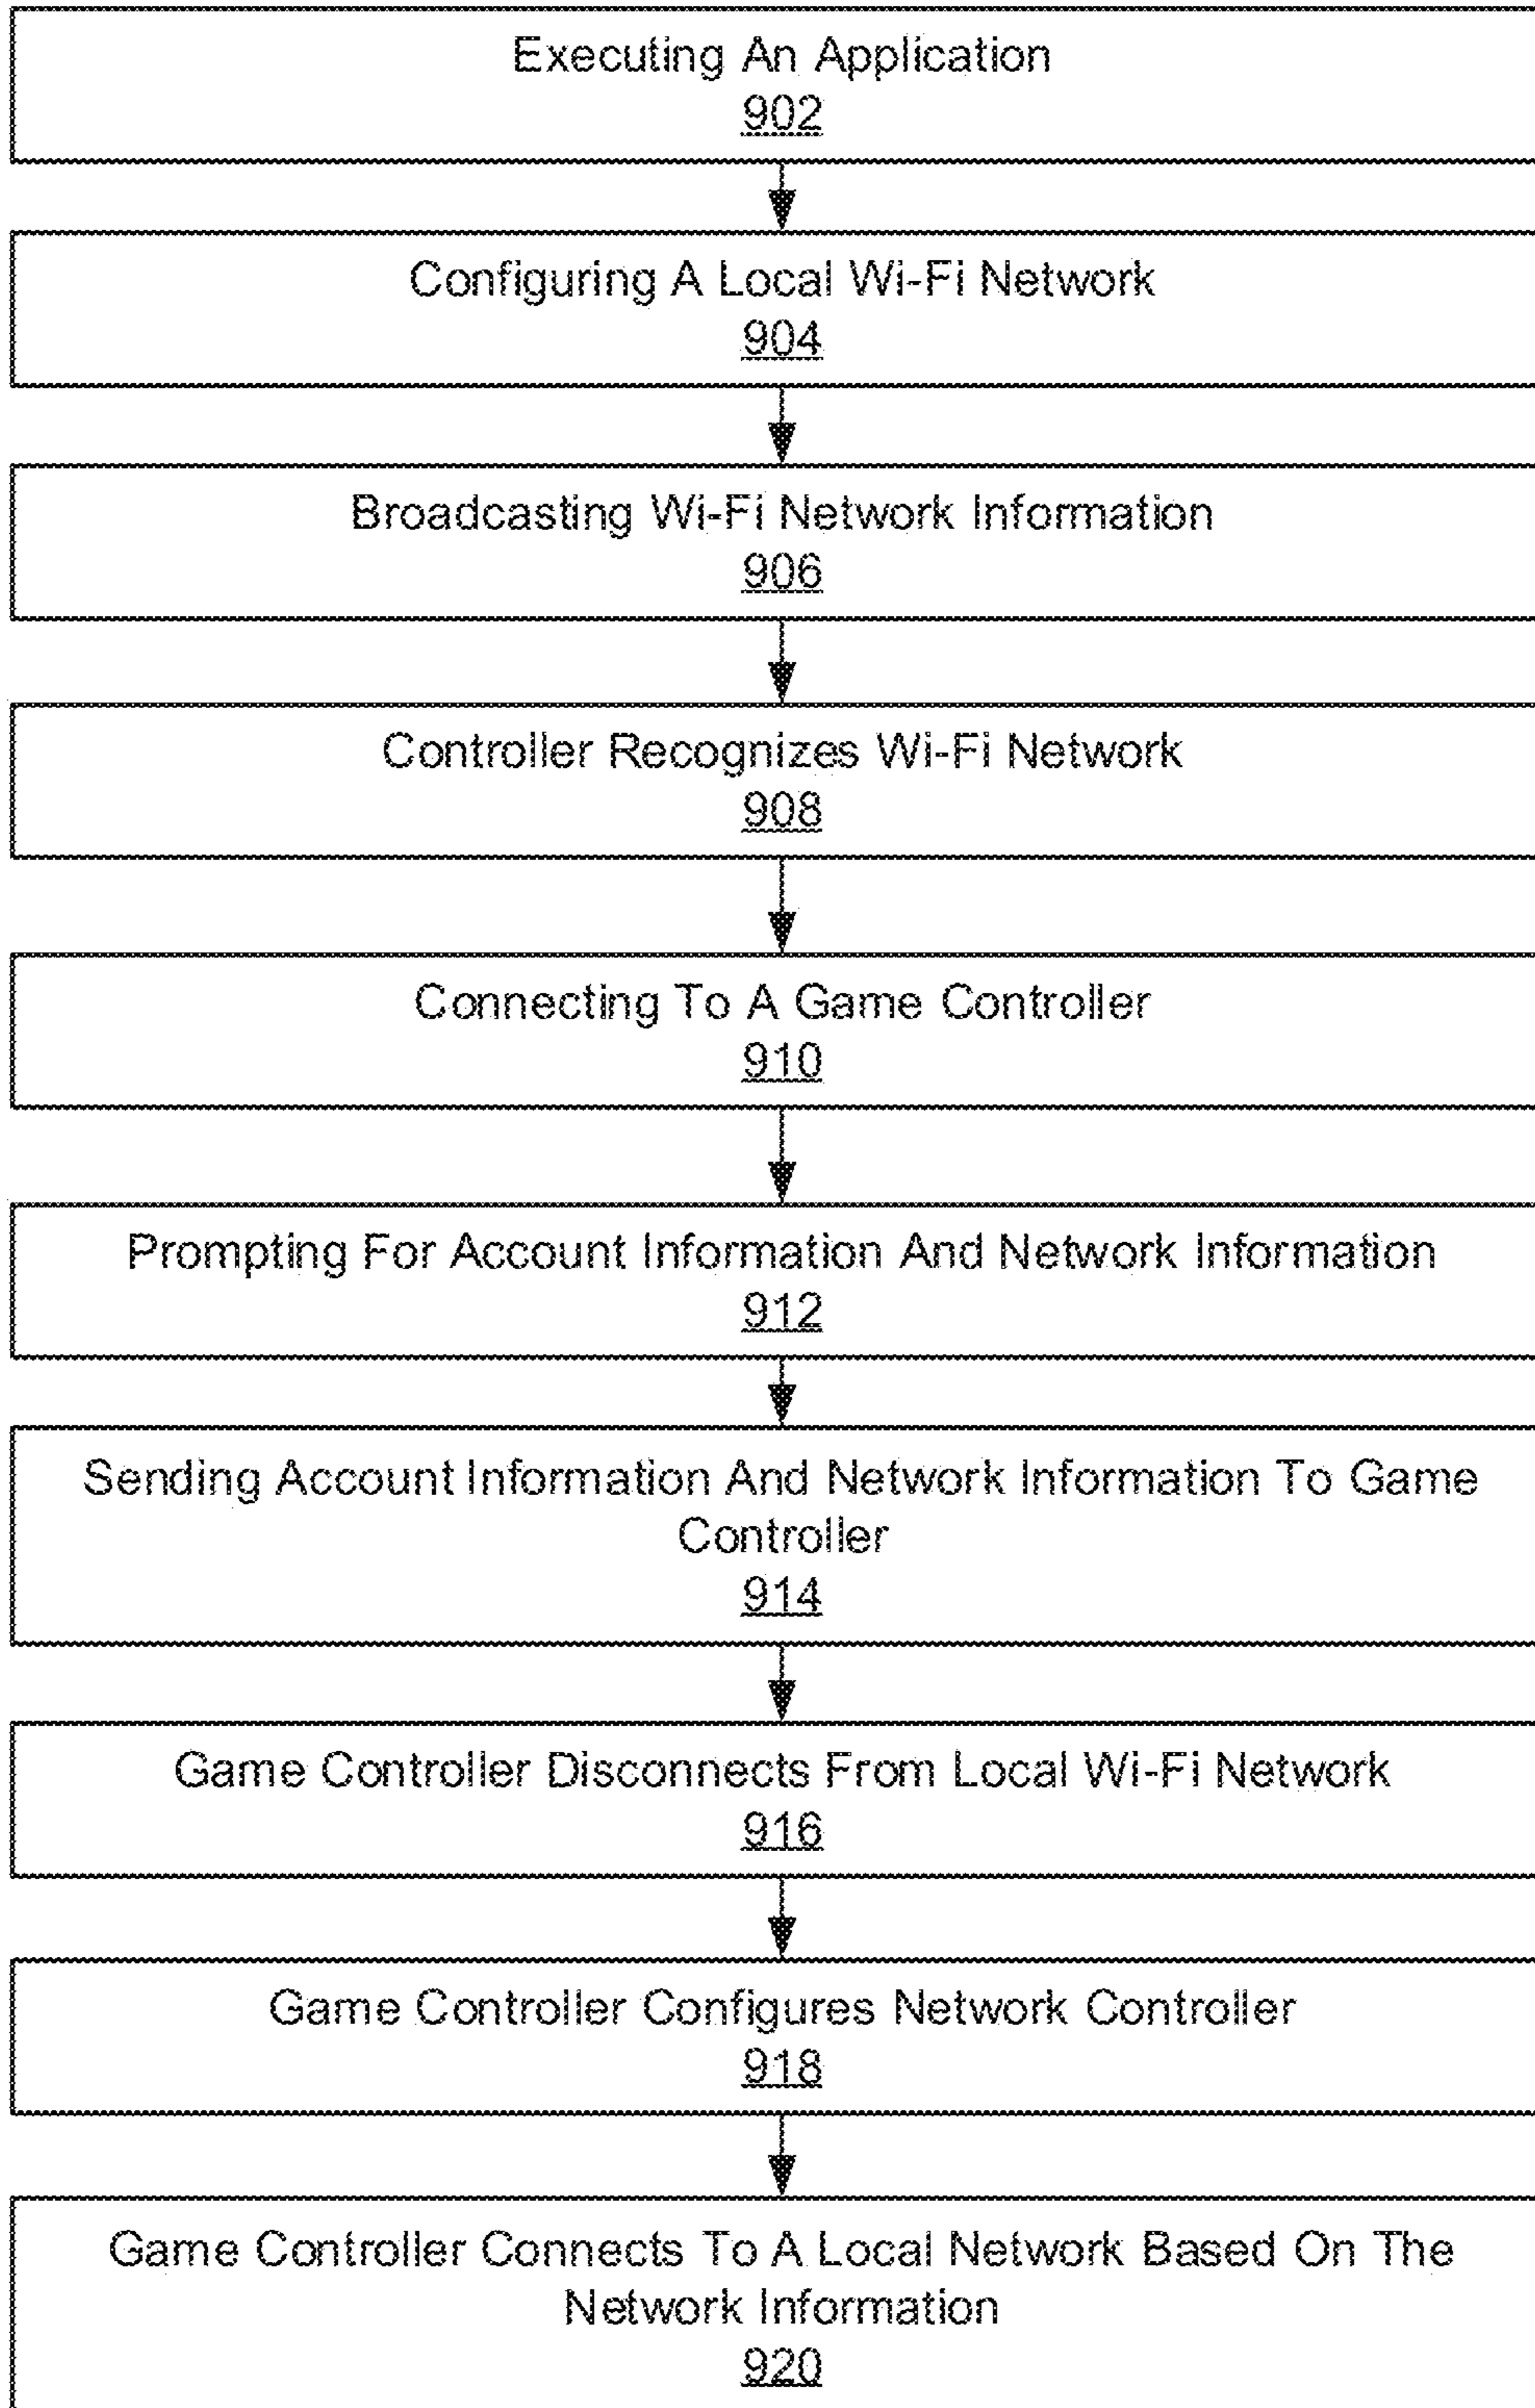 Executing An Application
902
Configuring A Local Wi-Fi Network
904
Broadcasting Wi-Fi Network Information
906
Controller Recognizes Wi-Fi Network
908
Connecting To A Game Controller
910
Prompting For Account Information And Network Information
912
Sending Account Information And Network Information To Game
Controller
914
Game Controller Disconnects From Local Wi-Fi Network
916
Game Controller Configures Network Controller
918
Game Controller Connects To A Local Network Based On The
Network Information
920